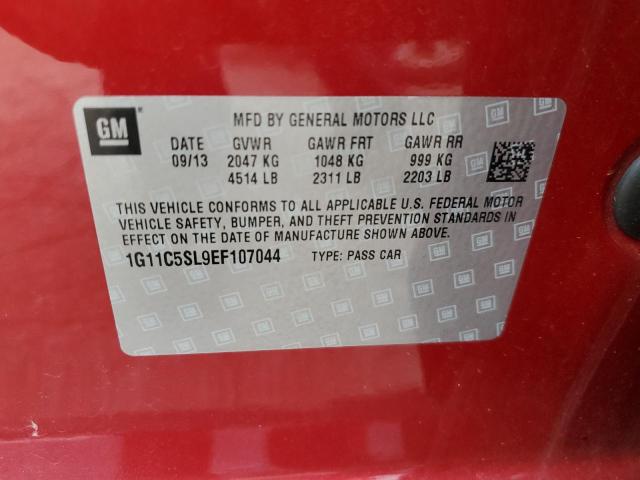 GM
MFD BY GENERAL MOTORS LLC
DATE GVWR GAWR FRT GAWR RR
09/13 2047 KG 1048 KG 999 KG
4514 LB 2311 LB 2203 LB
THIS VEHICLE CONFORMS TO ALL APPLICABLE U.S. FEDERAL MOTOR
VEHICLE SAFETY, BUMPER, AND THEFT PREVENTION STANDARDS IN
EFFECT ON THE DATE OF MANUFACTURE SHOWN ABOVE.
1G11C5SL9EF107044 TYPE: PASS CAR